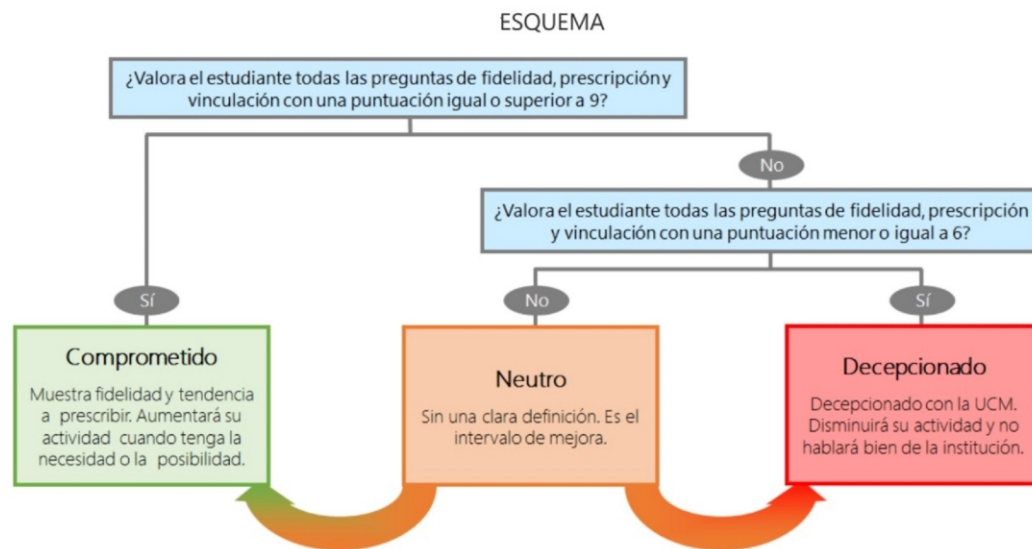 ESQUEMA
¿Valora el estudiante todas las preguntas de fidelidad, prescripción y
vinculación con una puntuación igual o superior a 9?
No
¿Valora el estudiante todas las preguntas de fidelidad, prescripción
y vinculación con una puntuación menor o igual a 6?
Sí
No
Sí
Comprometido
Muestra fidelidad y tendencia
a prescribir. Aumentará su
actividad cuando tenga la
necesidad o la posibilidad.
Neutro
Sin una clara definición. Es el
intervalo de mejora.
Decepcionado
Decepcionado con la UCM.
Disminuirá su actividad y no
hablará bien de la institución.